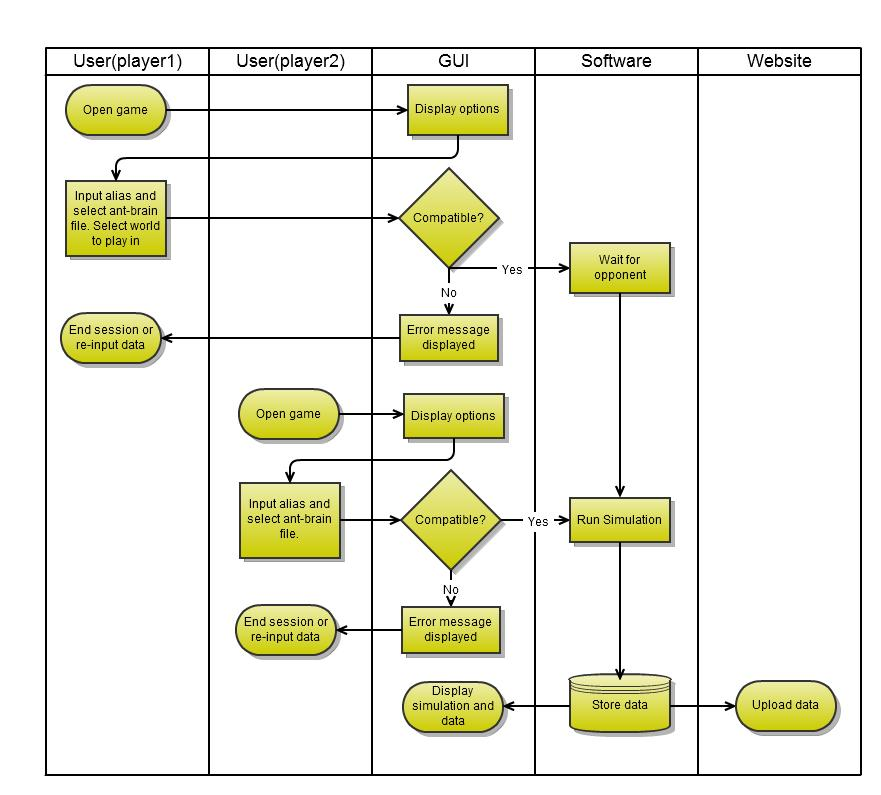 User(player1)
User(player2)
GUI
Software
Website
Open game
Display options
Input alias and
select ant-brain
file. Select world
to play in
Compatible?
Yes
Wait for
opponent
No
Error message
displayed
End session or
re-input data
Open game
Display options
Input alias and
select ant-brain
file.
Compatible?
Yes
Run Simulation
No
Error message
displayed
End session or
re-input data
Display
simulation and
data
Store data
Upload data